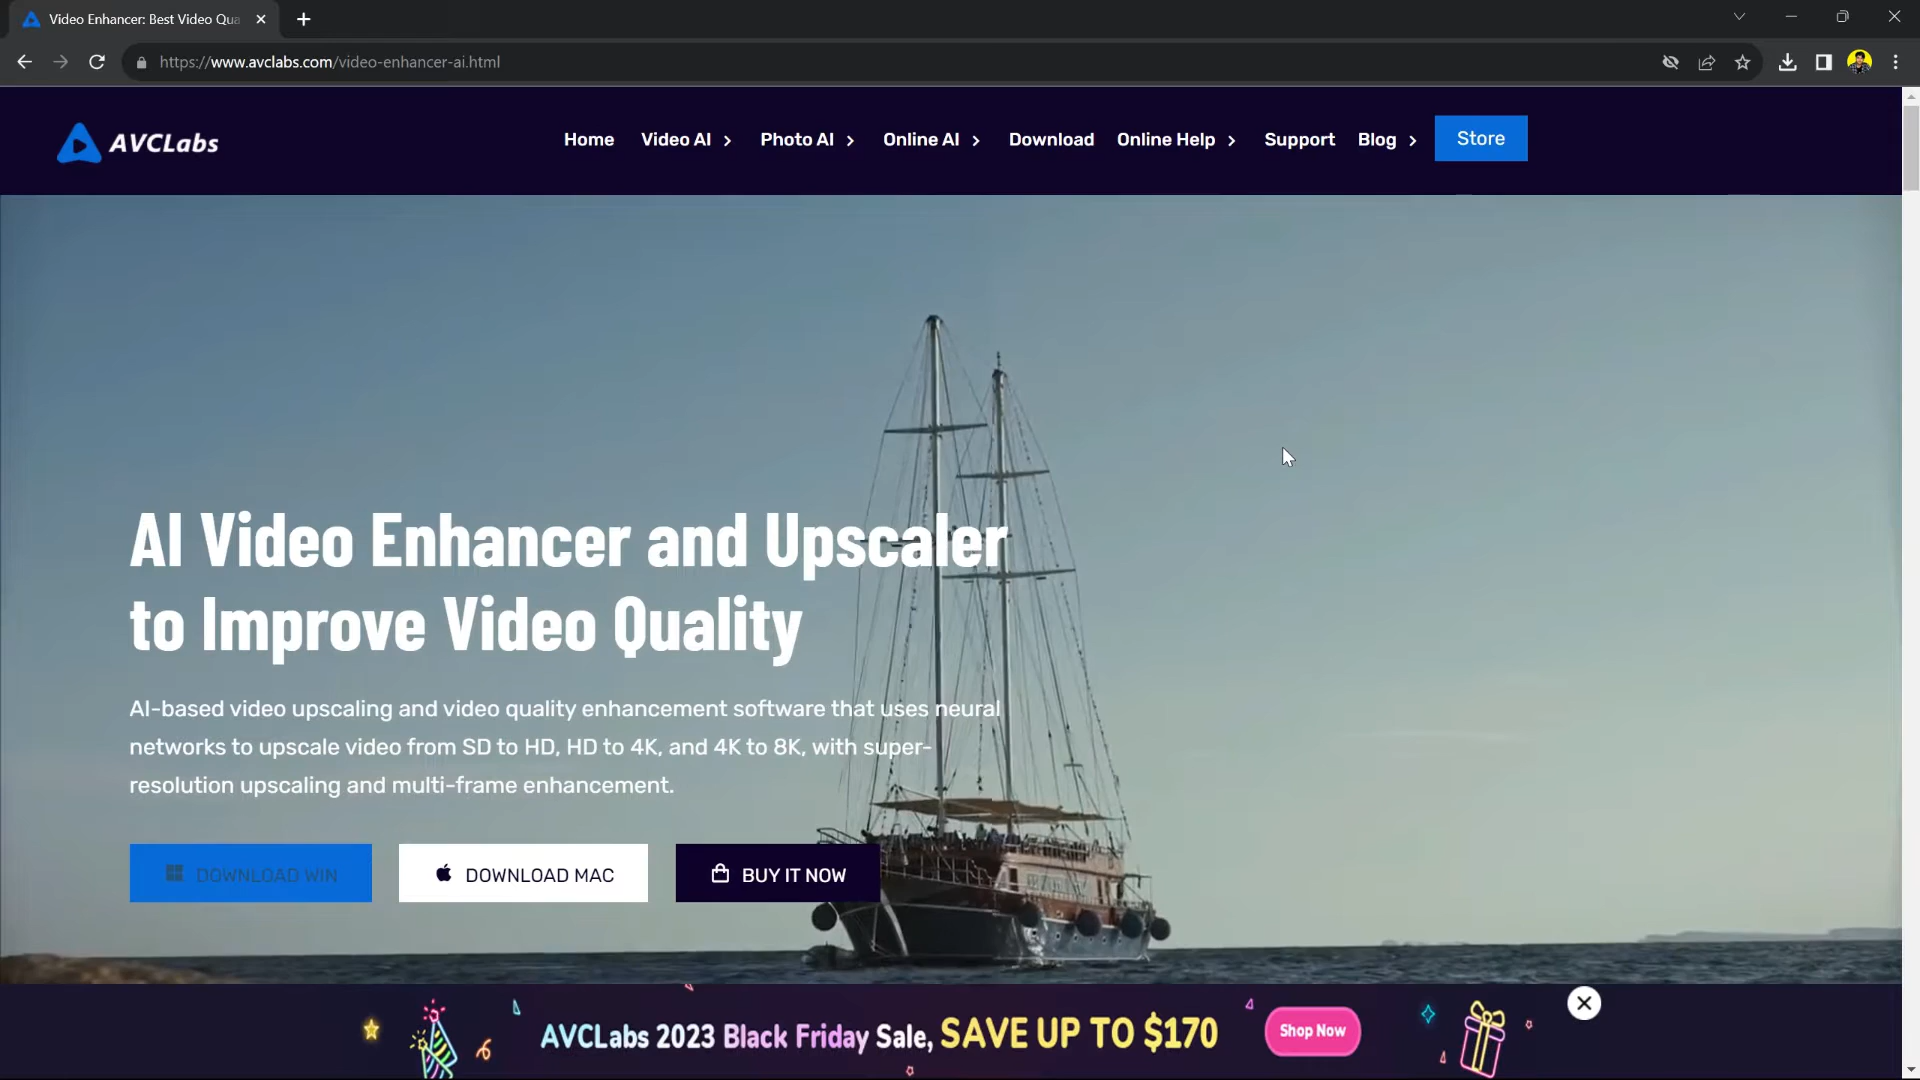 Video Enhancer: Best Video Qua
https://www.avclabs.com/video-enhancer-ai.html
AVCLabs
Home Video AI Photo AI Online AI Download Online Help Support Blog Store
AI Video Enhancer and Upscaler
to Improve Video Quality
AI-based video upscaling and video quality enhancement software that uses neural
networks to upscale video from SD to HD, HD to 4K, and 4K to 8K, with super-
resolution upscaling and multi-frame enhancement.
DOWNLOAD WIN DOWNLOAD MAC BUY IT NOW
AVCLabs 2023 Black Friday Sale, SAVE UP TO $170 Shop Now